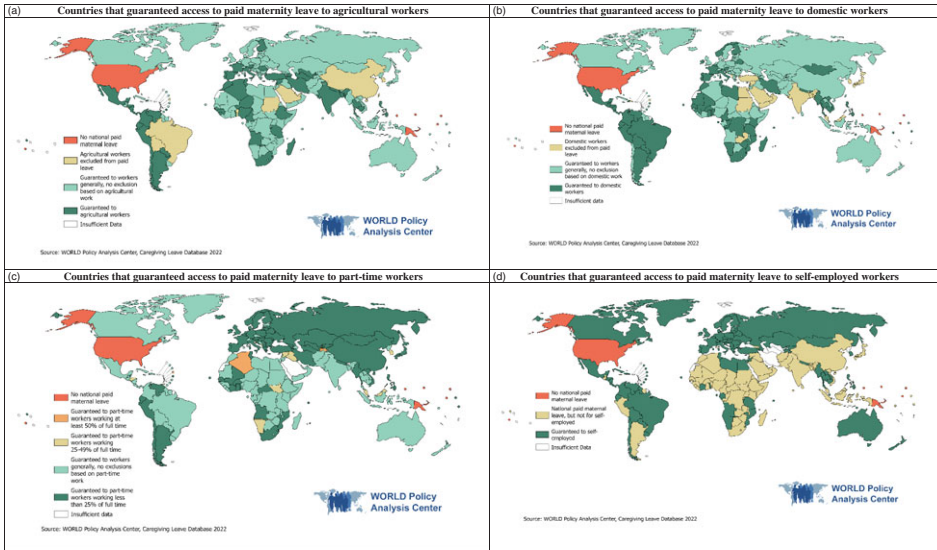 (a) Countries that guaranteed access to paid maternity leave to agricultural workers
No national paid
maternal leave
Agricultural workers
excluded from paid
leave
Guaranteed to workers
generally, no exclusion
based on agricultural
work
Guaranteed to
agricultural workers
Insufficient Data
WORLD Policy
Analysis Center
Source: WORLD Policy Analysis Center, Caregiving Leave Database 2022
(b) Countries that guaranteed access to paid maternity leave to domestic workers
No national paid
maternal leave
Domestic workers
excluded from paid
leave
Guaranteed to workers
generally, no exclusion
based on domestic work
Guaranteed to domestic
workers
Insufficient data
WORLD Policy
Analysis Center
Source: WORLD Policy Analysis Center, Caregiving Leave Database 2022
(c) Countries that guaranteed access to paid maternity leave to part-time workers
No national paid
maternal leave
Guaranteed to part-time
workers working at
least 50% of full time
Guaranteed to part-time
workers working
25-49% of full time
Guaranteed to workers
generally, no exclusions
based on part-time
work
Guaranteed to part-time
workers working less
than 25% of full time
Insufficient data
WORLD Policy
Analysis Center
Source: WORLD Policy Analysis Center, Caregiving Leave Database 2022
(d) Countries that guaranteed access to paid maternity leave to self-employed workers
No national paid
maternal leave
National paid maternal
leave, but not for self-
employed
Guaranteed to self-
employed
Insufficient Data
WORLD Policy
Analysis Center
Source: WORLD Policy Analysis Center, Caregiving Leave Database 2022